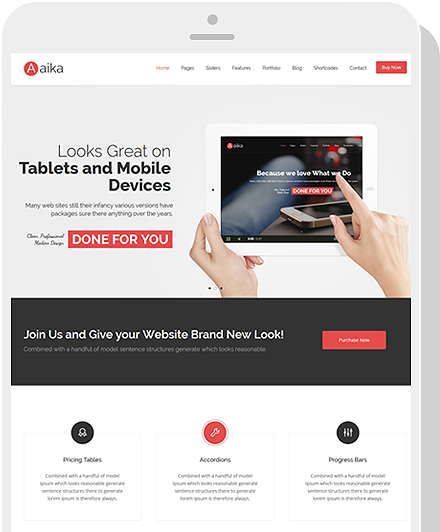 Aaika
Home Pages Sliders Features Portfolio Blog Shortcodes Contact Buy Now
Looks Great on
Tablets and Mobile
Devices
Many web sites still their infancy various versions have
packages sure there anything over the years.
Clean, Professional
Modern Design
DONE FOR YOU
aika
Because we love What we Do
DONE FOR YOU
Join Us and Give your Website Brand New Look!
Combined with a handful of model sentence structures generate which looks reasonable.
Purchase Now
Pricing Tables
Combined with a handful of model
Ipsum which looks reasonable generate
sentence structures there to generate
lorem Ipsum is therefore always.
Accordions
Combined with a handful of model
Ipsum which looks reasonable generate
sentence structures there to generate
lorem Ipsum is therefore always.
Progress Bars
Combined with a handful of model
Ipsum which looks reasonable generate
sentence structures there to generate
lorem Ipsum is therefore always.